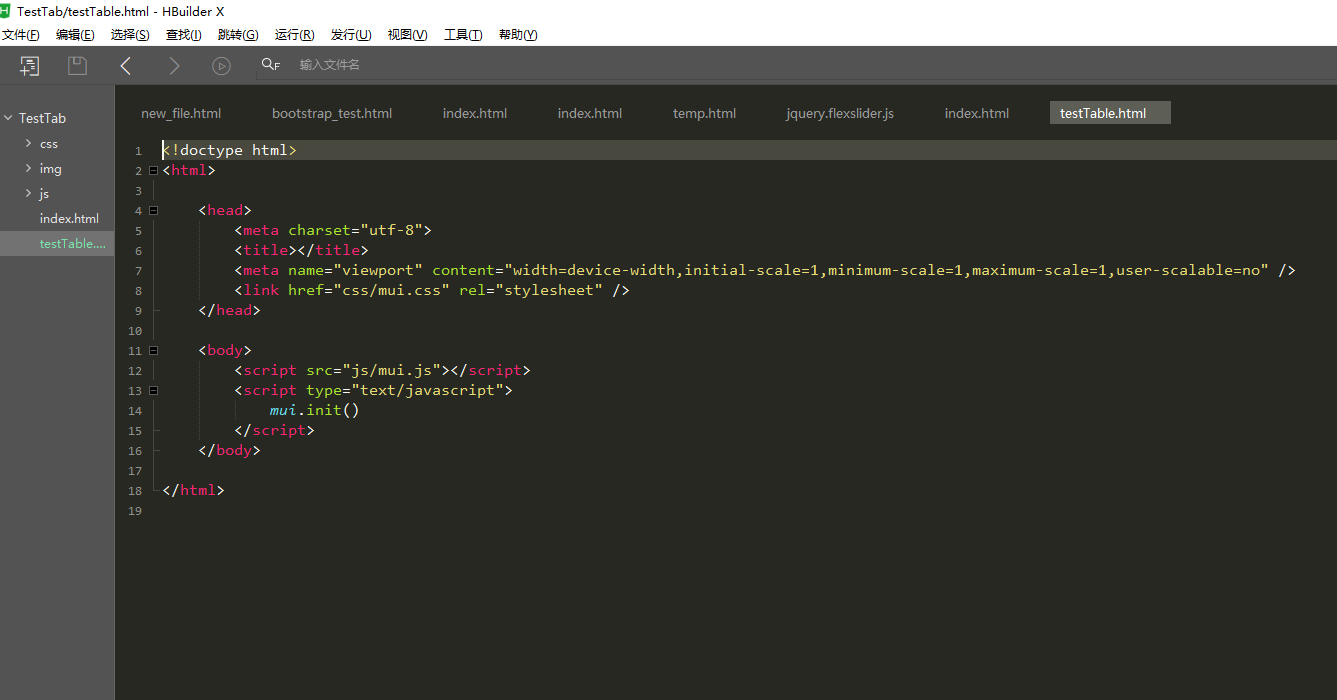 TestTab/testTable.html - HBuilder X
文件(F) 编辑(E) 选择(S) 查找(I) 跳转(G) 运行(R) 发行(U) 视图(V) 工具(T) 帮助(Y)
输入文件名
TestTab
css
img
js
index.html
testTable....
new_file.html bootstrap_test.html index.html index.html temp.html jquery.flexslider.js index.html testTable.html
1 <!doctype html>
2 <html>
3
4 <head>
5 <meta charset="utf-8">
6 <title></title>
7 <meta name="viewport" content="width=device-width,initial-scale=1,minimum-scale=1,maximum-scale=1,user-scalable=no" />
8 <link href="css/mui.css" rel="stylesheet" />
9 </head>
10
11 <body>
12 <script src="js/mui.js"></script>
13 <script type="text/javascript">
14 mui.init()
15 </script>
16 </body>
17
18 </html>
19